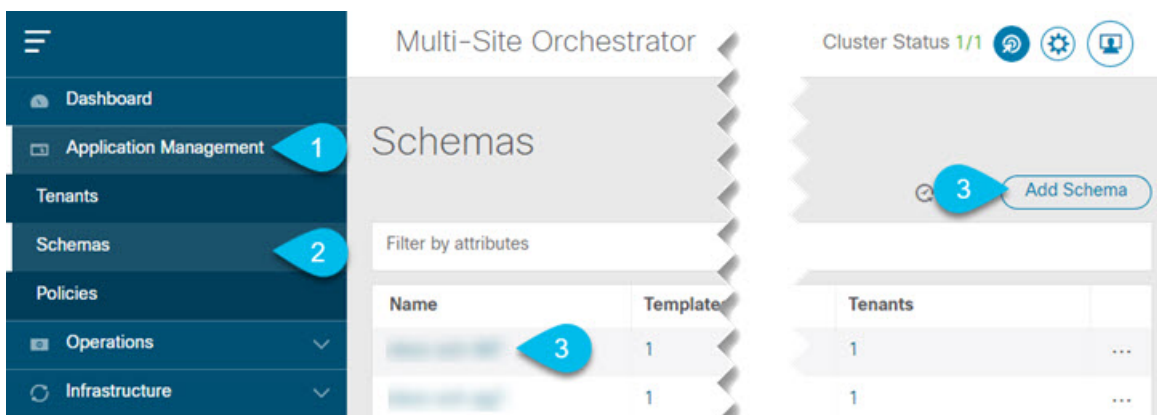 Multi-Site Orchestrator
Cluster Status 1/1
Dashboard
Application Management
1
Tenants
Schemas
2
Policies
Operations
Infrastructure
Schemas
3
Add Schema
Filter by attributes
Name
Tenants
3
1
1
...
1
1
...